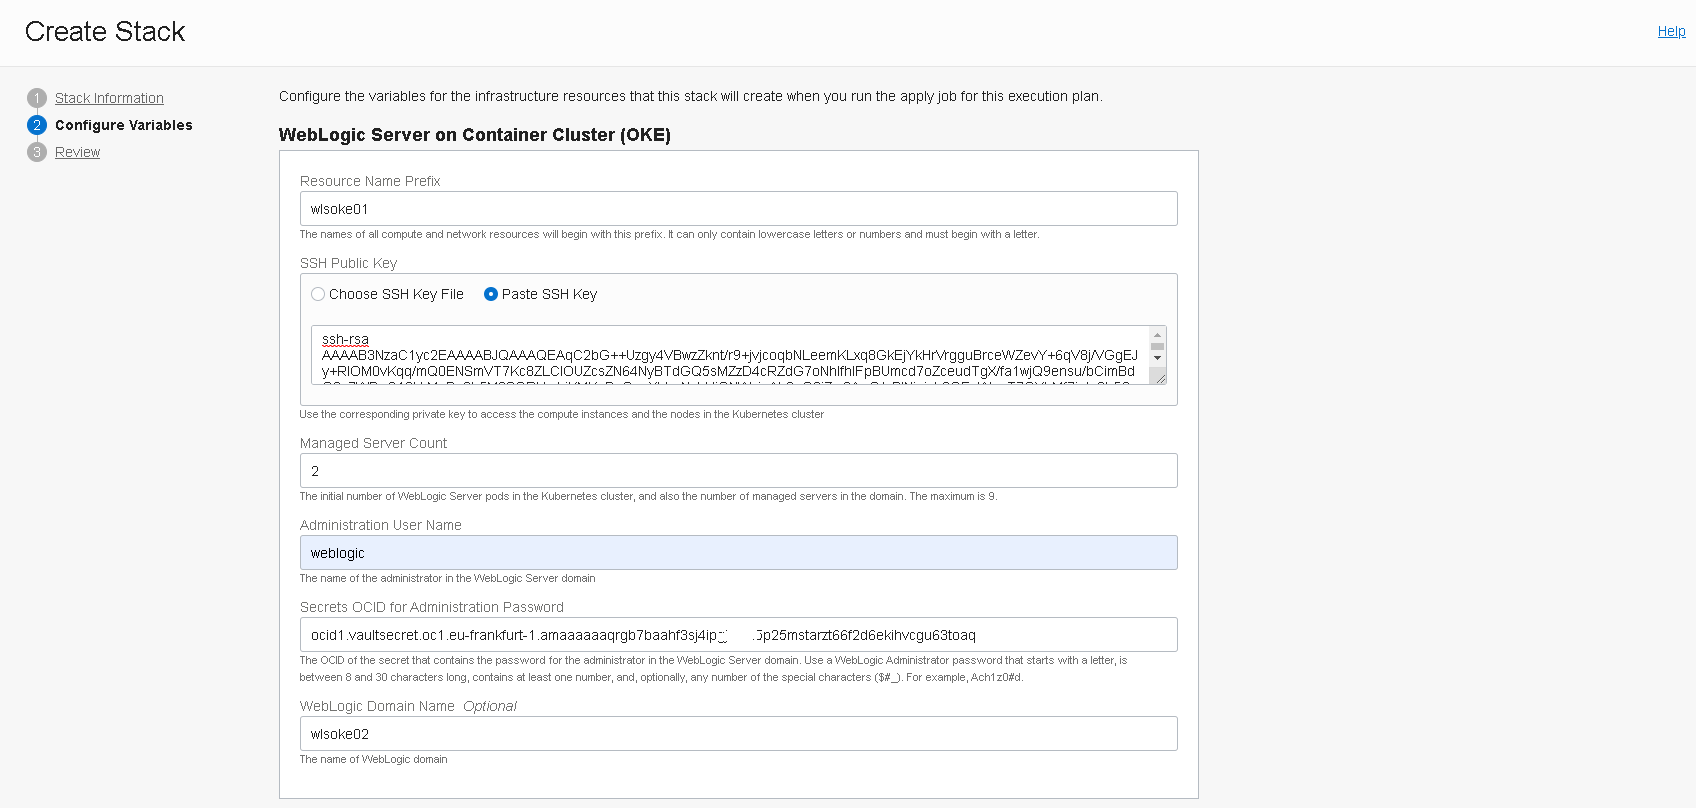 Create Stack
Help
1 Stack Information
2 Configure Variables
3 Review
Configure the variables for the infrastructure resources that this stack will create when you run the apply job for this execution plan.
WebLogic Server on Container Cluster (OKE)
Resource Name Prefix
wlsoke01
The names of all compute and network resources will begin with this prefix. It can only contain lowercase letters or numbers and must begin with a letter.
SSH Public Key
Choose SSH Key File Paste SSH Key
ssh-rsa
AAAAB3NzaC1yc2EAAAABJQAAAQEAqC2bG++Uzgy4VBwzZknt/r9+jvjcoqbNLeemKLxq8GkEjYkHrVrgguBrceWZevY+6qV8j/VGgEJ
y+RIOM0vKqq/mQ0ENSmVT7Kc8ZLCIOUZcsZN64NyBTdGQ5sMZzD4cRZdG7oNhIfhIFpBUmcd7oZceudTgX/fa1wjQ9ensu/bCimBd
Use the corresponding private key to access the compute instances and the nodes in the Kubernetes cluster
Managed Server Count
2
The initial number of WebLogic Server pods in the Kubernetes cluster, and also the number of managed servers in the domain. The maximum is 9.
Administration User Name
weblogic
The name of the administrator in the WebLogic Server domain
Secrets OCID for Administration Password
ocid1.vaultsecret.oc1.eu-frankfurt-1.amaaaaaaqrgb7baahf3sj4ip 5p25mstarzt66f2d6ekihvcgu63toaq
The OCID of the secret that contains the password for the administrator in the WebLogic Server domain. Use a WebLogic Administrator password that starts with a letter, is
between 8 and 30 characters long, contains at least one number, and, optionally, any number of the special characters ($#_). For example, Ach1z0#d.
WebLogic Domain Name Optional
wlsoke02
The name of WebLogic domain